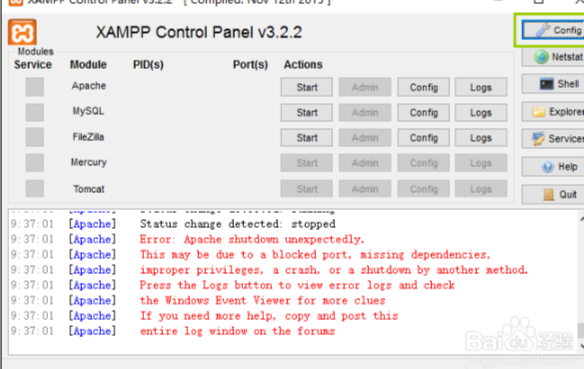 XAMPP Control Panel v3.2.2 [ Compiled: Nov 12th 2015 ]
XAMPP Control Panel v3.2.2
Config
Netstat
Shell
Explorer
Services
Help
Quit
Modules
Service Module PID(s) Port(s) Actions
Apache Start Admin Config Logs
MySQL Start Admin Config Logs
FileZilla Start Admin Config Logs
Mercury Start Admin Config Logs
Tomcat Start Admin Config Logs
9:37:01 [Apache] Status change detected: running
9:37:01 [Apache] Status change detected: stopped
9:37:01 [Apache] Error: Apache shutdown unexpectedly.
9:37:01 [Apache] This may be due to a blocked port, missing dependencies,
9:37:01 [Apache] improper privileges, a crash, or a shutdown by another method.
9:37:01 [Apache] Press the Logs button to view error logs and check
9:37:01 [Apache] the Windows Event Viewer for more clues
9:37:01 [Apache] If you need more help, copy and post this
9:37:01 [Apache] entire log window on the forums
Baidu 经验